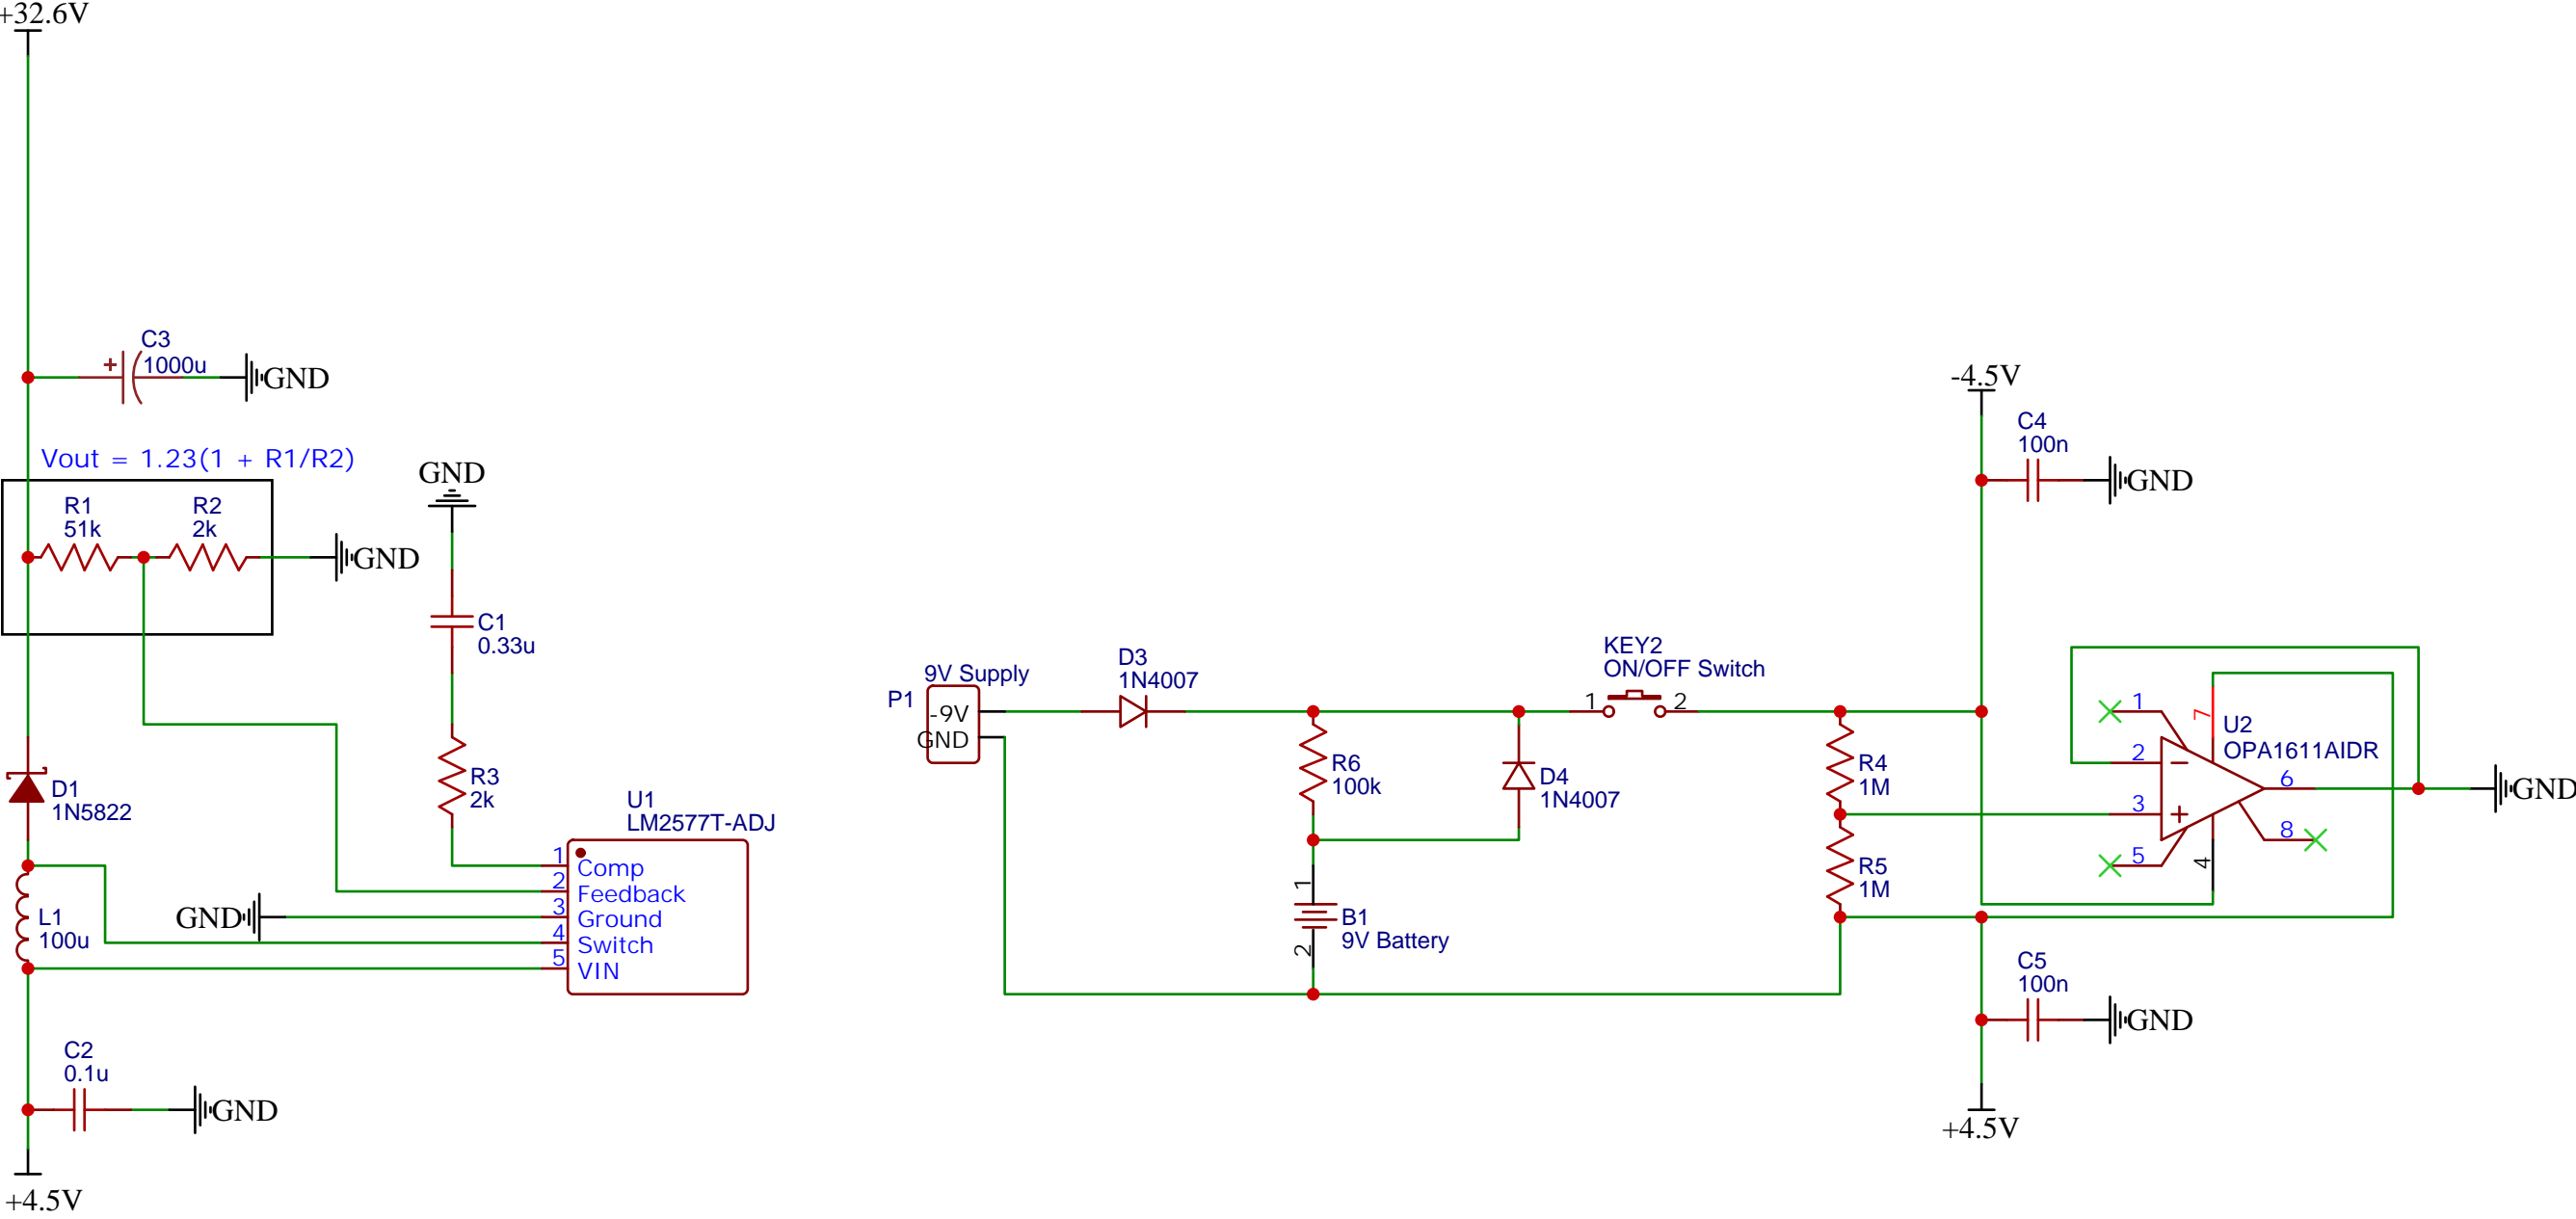 +32.6V
C3
1000u
GND
Vout = 1.23(1 + R1/R2)
R1
51k
R2
2k
GND
GND
C1
0.33u
R3
2k
D1
1N5822
L1
100u
GND
U1
LM2577T-ADJ
1
Comp
2
Feedback
3
Ground
4
Switch
5
VIN
C2
0.1u
GND
+4.5V
9V Supply
P1
-9V
GND
D3
1N4007
R6
100k
D4
1N4007
1
B1
9V Battery
2
KEY2
ON/OFF Switch
1
2
R4
1M
R5
1M
-4.5V
C4
100n
GND
1
2
3
5
7
U2
OPA1611AIDR
6
8
4
GND
C5
100n
GND
+4.5V